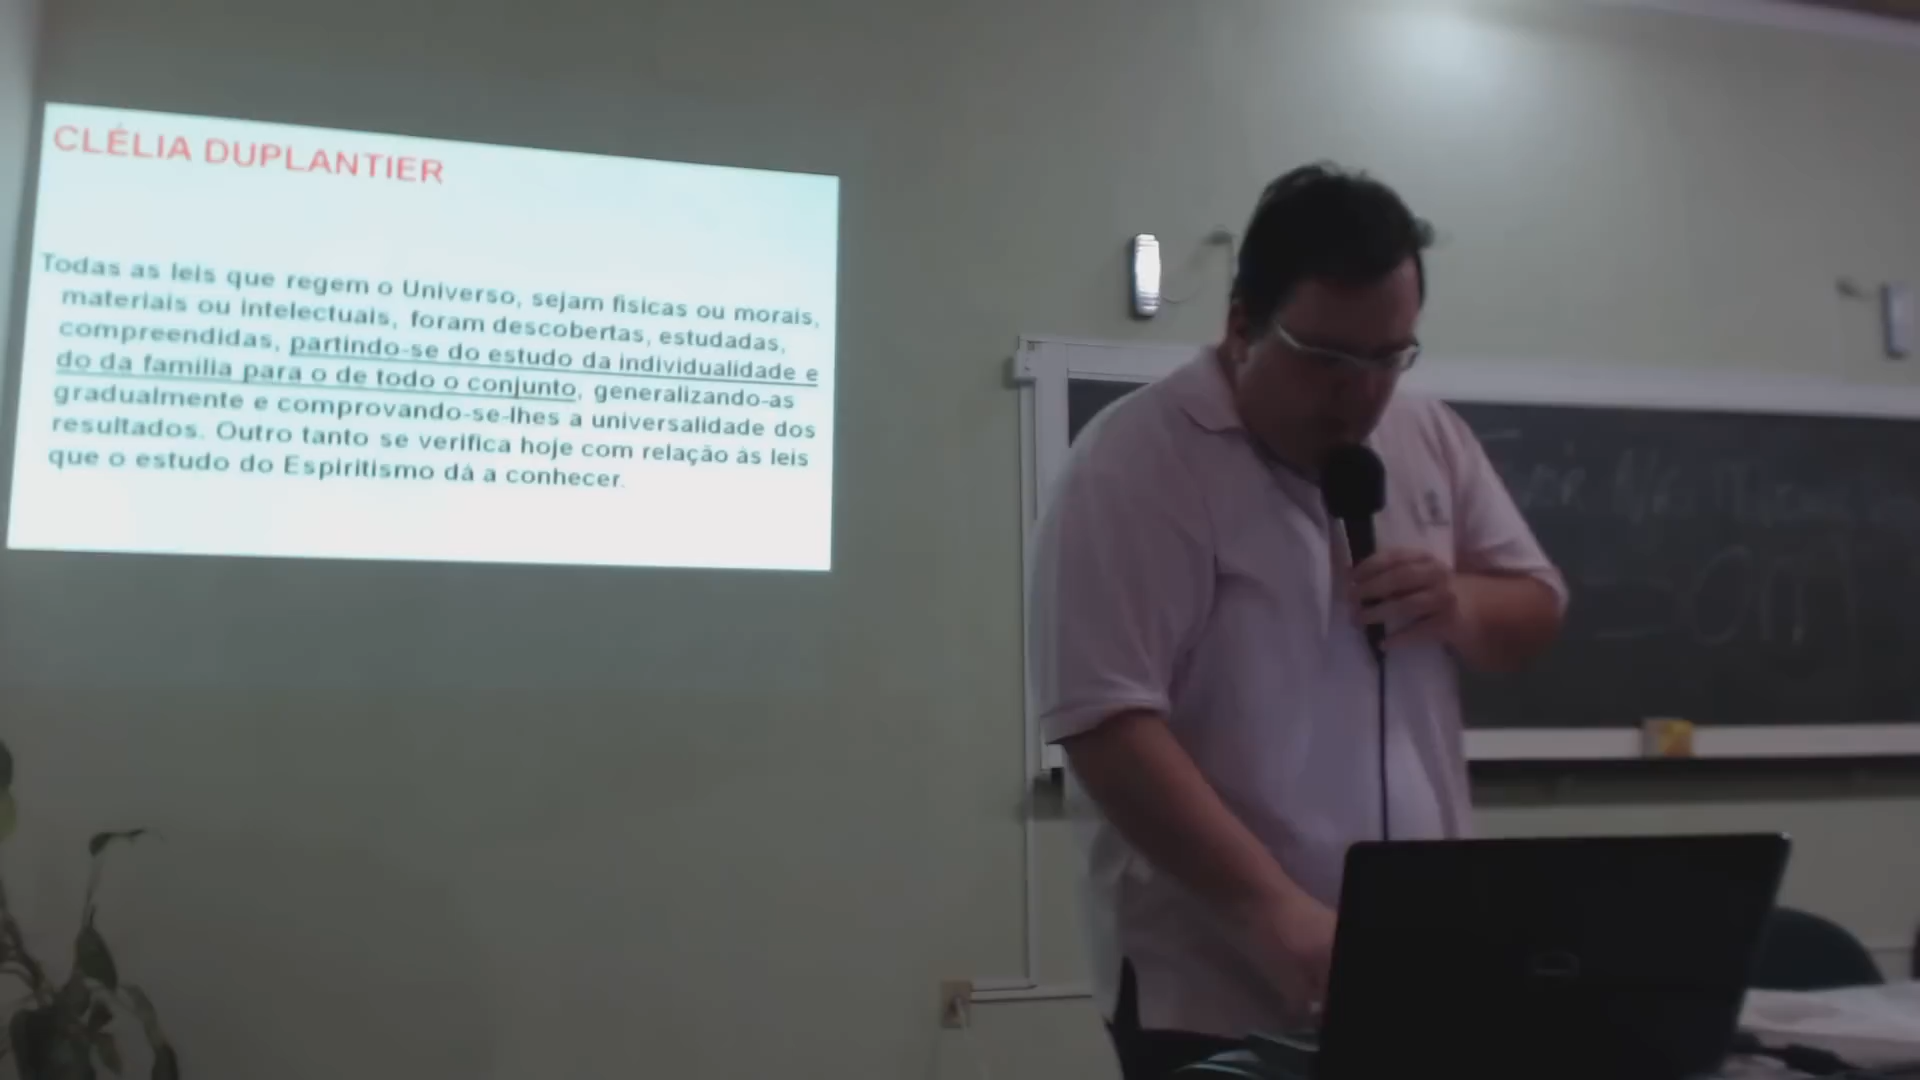 CLÉLIA DUPLANTIER
Todas as leis que regem o Universo, sejam físicas ou morais,
materiais ou intelectuais, foram descobertas, estudadas,
compreendidas, partindo-se do estudo da individualidade e
do da família para o de todo o conjunto, generalizando-as
gradualmente e comprovando-se-lhes a universalidade dos
resultados. Outro tanto se verifica hoje com relação às leis
que o estudo do Espiritismo dá a conhecer.